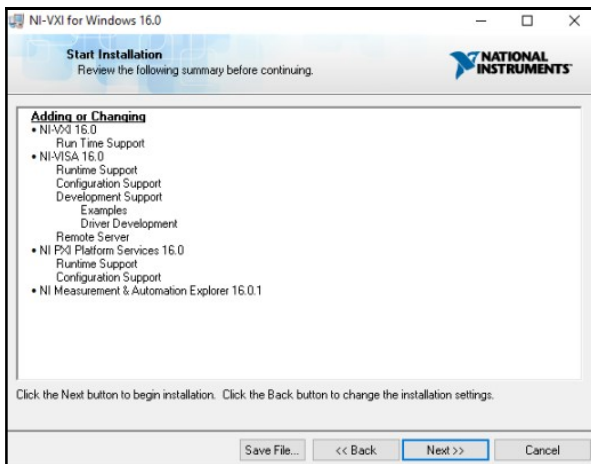 NI-VXI for Windows 16.0
Start Installation
Review the following summary before continuing.
NATIONAL
INSTRUMENTS
Adding or Changing
• NI-VXI 16.0
Run Time Support
• NI-VISA 16.0
Runtime Support
Configuration Support
Development Support
Examples
Driver Development
Remote Server
• NI PXI Platform Services 16.0
Runtime Support
Configuration Support
• NI Measurement & Automation Explorer 16.0.1
Click the Next button to begin installation. Click the Back button to change the installation settings.
Save File...
<< Back
Next >>
Cancel